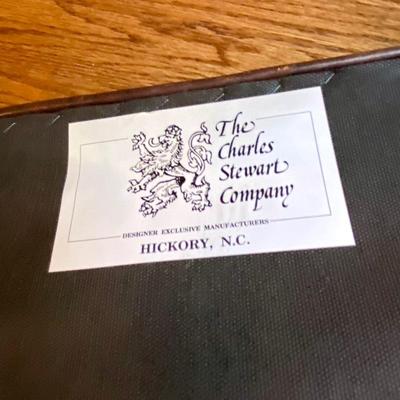 The
Charles
Stewart
Company
DESIGNER EXCLUSIVE MANUFACTURERS
HICKORY, N.C.